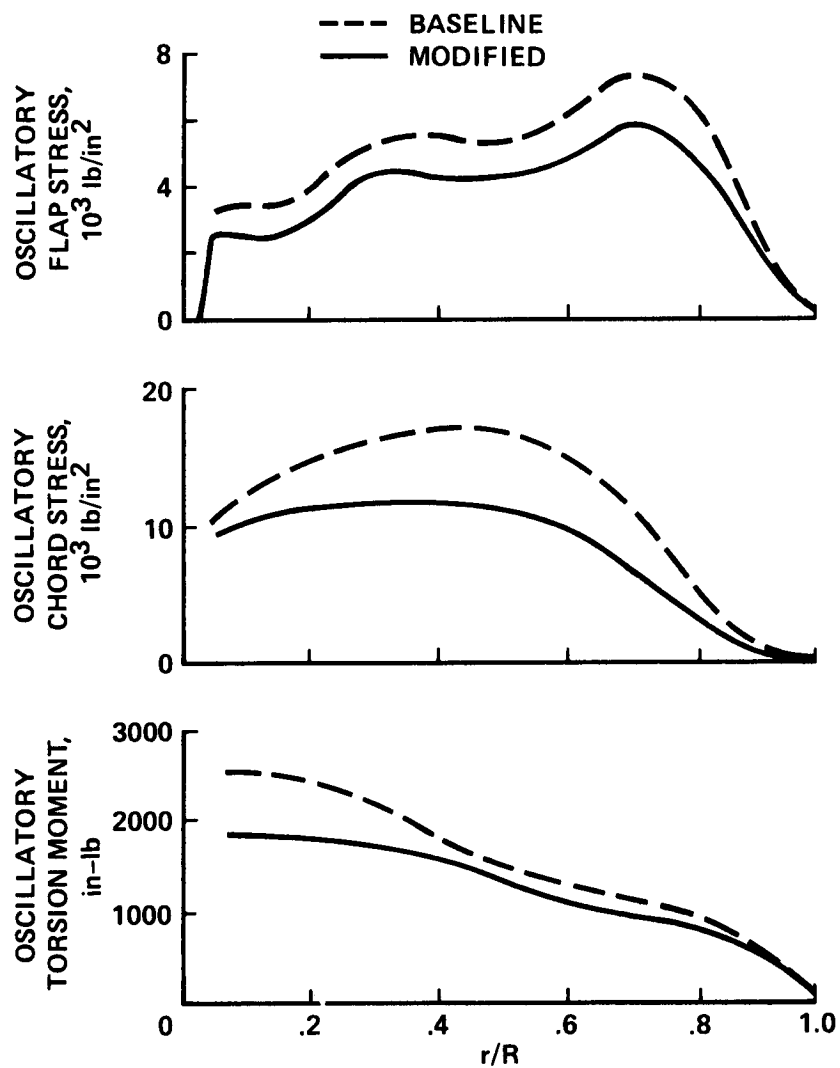 BASELINE
MODIFIED
OSCILLATORY
FLAP STRESS,
10³ lb/in²
8
4
0
OSCILLATORY
CHORD STRESS,
10³ lb/in²
20
10
0
OSCILLATORY
TORSION MOMENT,
in-lb
3000
2000
1000
0
.2
.4
.6
.8
1.0
r/R